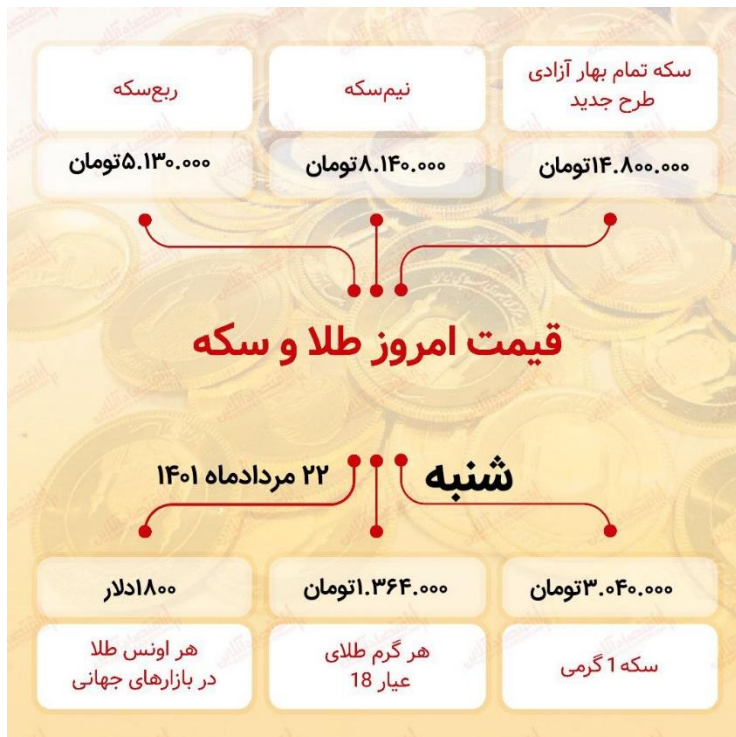 سکه تمام بهار آزادی
طرح جدید
۱۴.۸۰۰.۰۰۰تومان
نیم‌سکه
۸.۱۴۰.۰۰۰تومان
ربع‌سکه
۵.۱۳۰.۰۰۰تومان
قیمت امروز طلا و سکه
شنبه
۲۲ مردادماه ۱۴۰۱
۳.۰۴۰.۰۰۰تومان
سکه 1 گرمی
۱.۳۶۴.۰۰۰تومان
هر گرم طلای
عیار 18
۱۸۰۰دلار
هر اونس طلا
در بازارهای جهانی